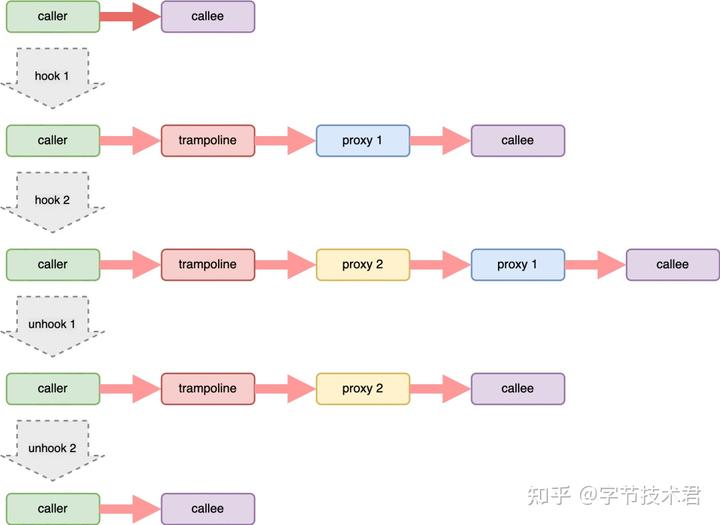 caller callee
hook 1
caller trampoline proxy 1 callee
hook 2
caller trampoline proxy 2 proxy 1 callee
unhook 1
caller trampoline proxy 2 callee
unhook 2
caller callee
知乎 @字节技术君